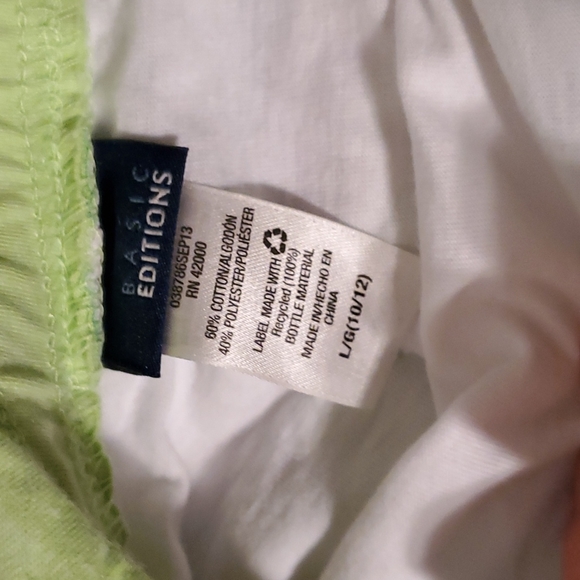 BASIC
EDITIONS
038786SEP13
RN 42000
60% COTTON/ALGODÓN
40% POLYESTER/POLIÉSTER
LABEL MADE WITH
Recycled (100%)
BOTTLE MATERIAL
MADE IN/HECHO EN
CHINA
L/G(10/12)